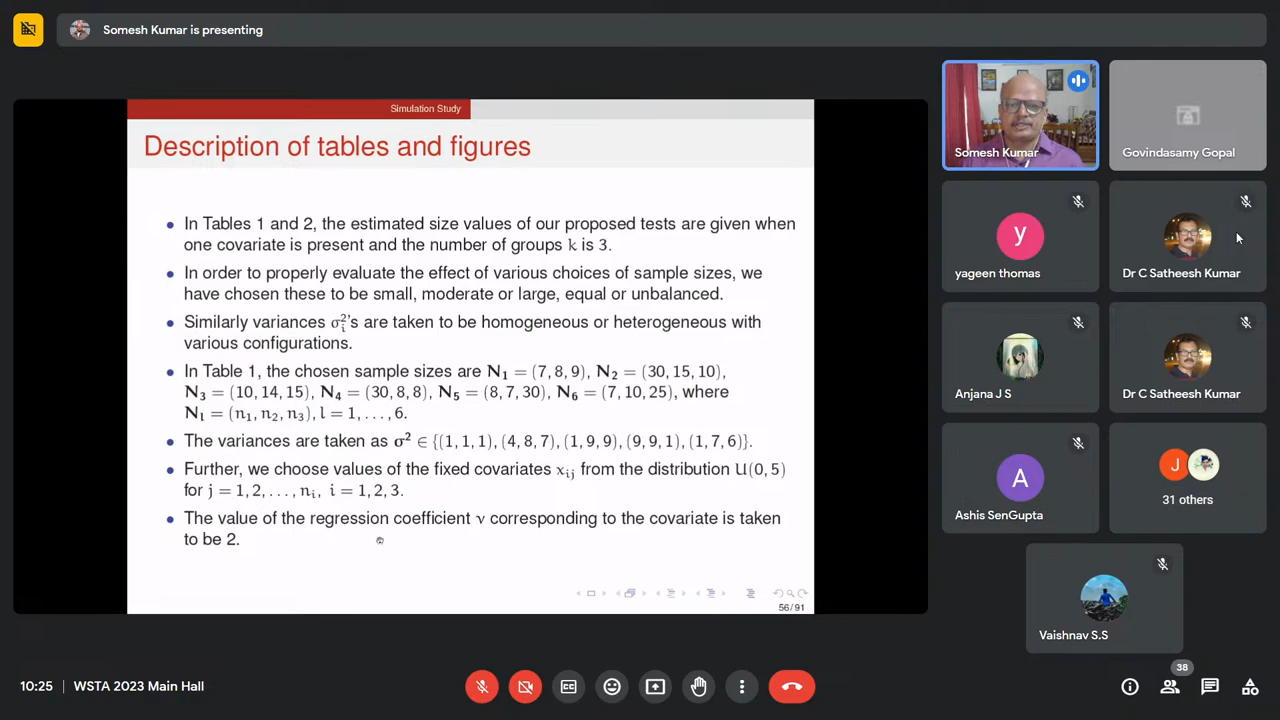 Somesh Kumar is presenting
Simulation Study
Description of tables and figures
• In Tables 1 and 2, the estimated size values of our proposed tests are given when
one covariate is present and the number of groups k is 3.
• In order to properly evaluate the effect of various choices of sample sizes, we
have chosen these to be small, moderate or large, equal or unbalanced.
• Similarly variances σ²ᵢ's are taken to be homogeneous or heterogeneous with
various configurations.
• In Table 1, the chosen sample sizes are N₁ = (7, 8, 9), N₂ = (30, 15, 10),
N₃ = (10, 14, 15), N₄ = (30, 8, 8), N₅ = (8, 7, 30), N₆ = (7, 10, 25), where
Nₗ = (n₁, n₂, n₃), l = 1, . . . , 6.
• The variances are taken as σ² ∈ {(1, 1, 1), (4, 8, 7), (1, 9, 9), (9, 9, 1), (1, 7, 6)}.
• Further, we choose values of the fixed covariates xᵢⱼ from the distribution U(0, 5)
for j = 1, 2, . . . , nᵢ, i = 1, 2, 3.
• The value of the regression coefficient ν corresponding to the covariate is taken
to be 2.
56/91
Somesh Kumar
Govindasamy Gopal
y
yageen thomas
Dr C Satheesh Kumar
Anjana J S
Dr C Satheesh Kumar
A
Ashis SenGupta
J
31 others
Vaishnav S.S
10:25 | WSTA 2023 Main Hall
CC
38